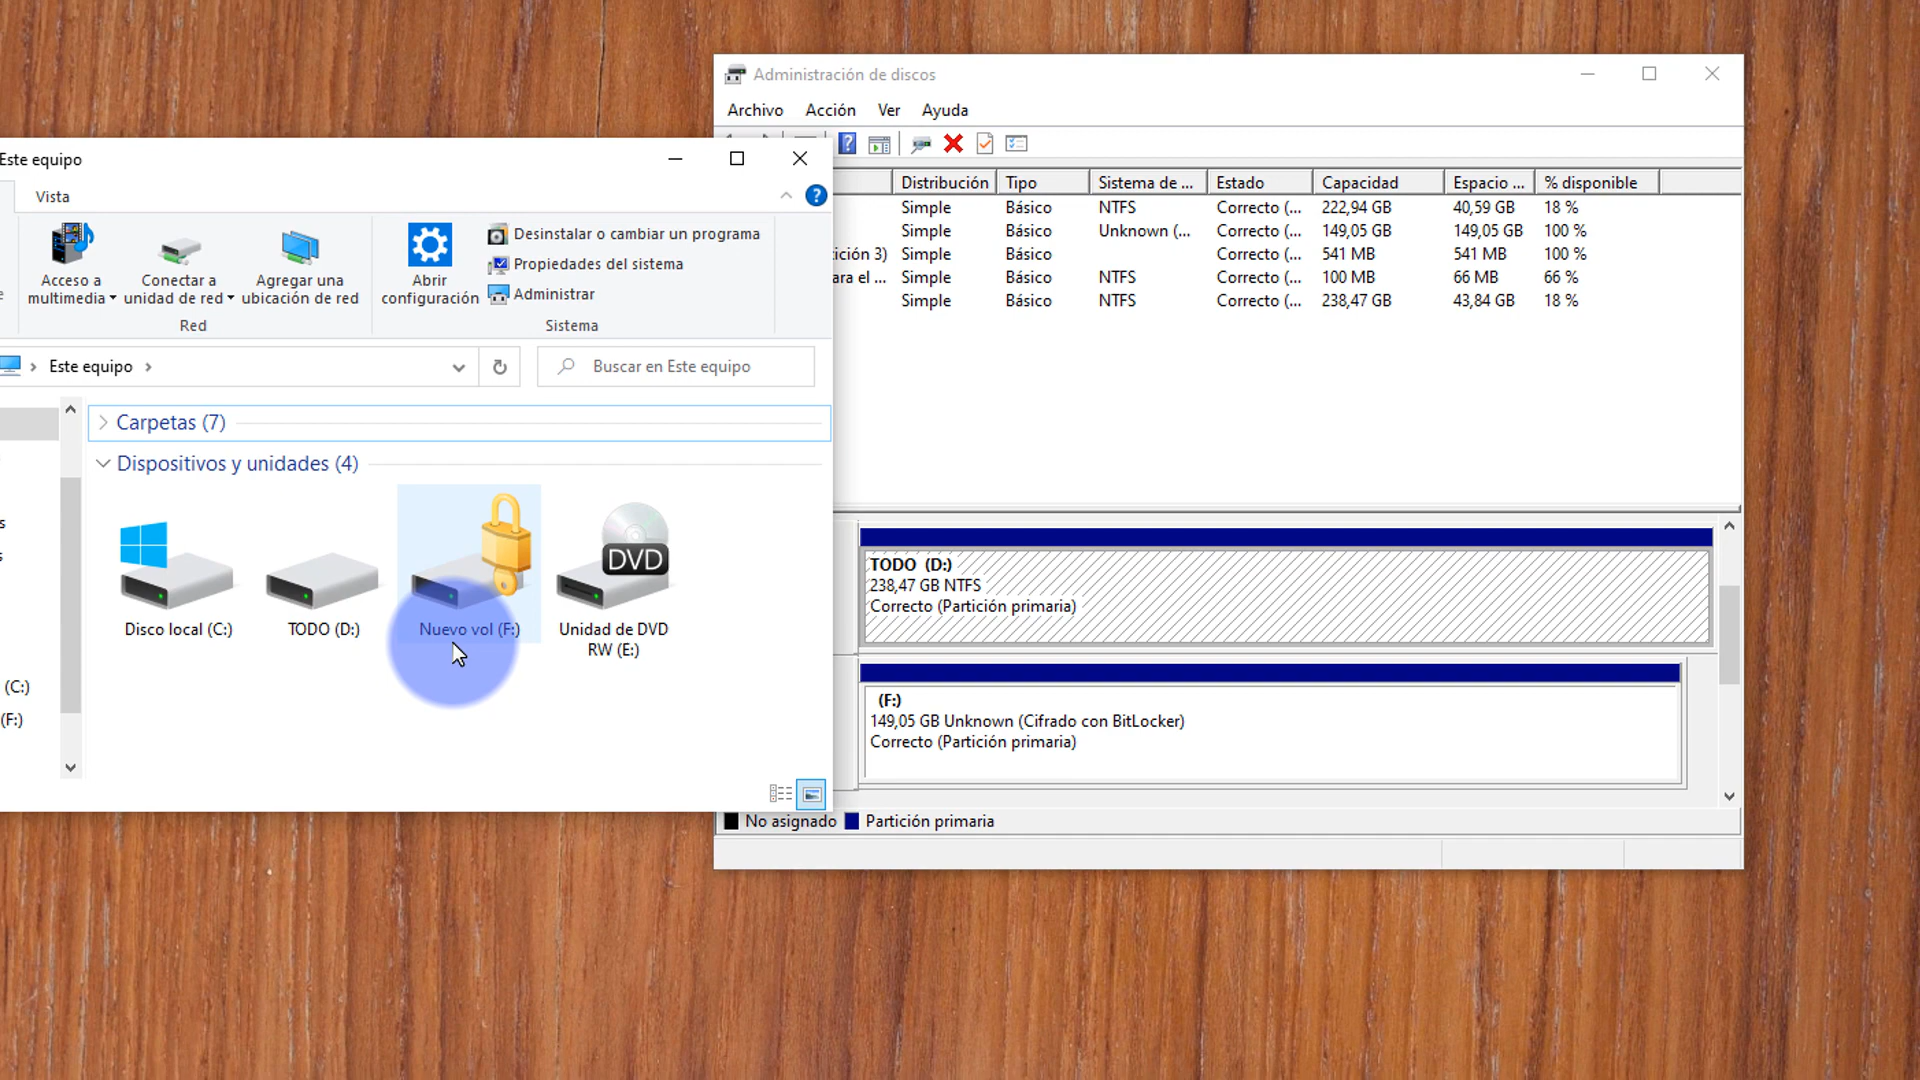 Administración de discos
Archivo Acción Ver Ayuda
Distribución Tipo Sistema de ... Estado Capacidad Espacio ... % disponible
Simple Básico NTFS Correcto (... 222,94 GB 40,59 GB 18 %
Simple Básico Unknown (... Correcto (... 149,05 GB 149,05 GB 100 %
ición 3) Simple Básico Correcto (... 541 MB 541 MB 100 %
ara el ... Simple Básico NTFS Correcto (... 100 MB 66 MB 66 %
Simple Básico NTFS Correcto (... 238,47 GB 43,84 GB 18 %
TODO (D:)
238,47 GB NTFS
Correcto (Partición primaria)
(F:)
149,05 GB Unknown (Cifrado con BitLocker)
Correcto (Partición primaria)
No asignado Partición primaria
Este equipo
Vista
Acceso a
multimedia
Conectar a
unidad de red
Agregar una
ubicación de red
Red
Abrir
configuración
Desinstalar o cambiar un programa
Propiedades del sistema
Administrar
Sistema
Este equipo
Buscar en Este equipo
Carpetas (7)
Dispositivos y unidades (4)
Disco local (C:)
TODO (D:)
Nuevo vol (F:)
DVD
Unidad de DVD
RW (E:)
(C:)
(F:)